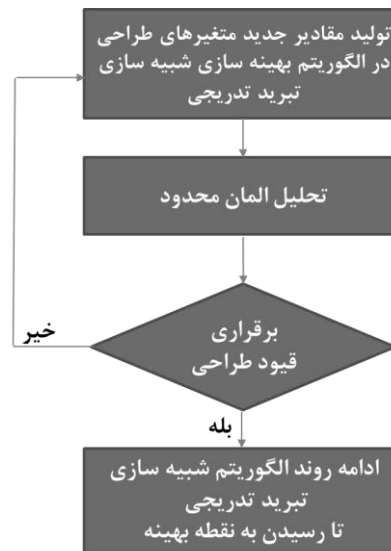 تولید مقادیر جدید متغیرهای طراحی
در الگوریتم بهینه سازی شبیه سازی
تبرید تدریجی
تحلیل المان محدود
برقراری
قیود طراحی
خیر
بله
ادامه روند الگوریتم شبیه سازی
تبرید تدریجی
تا رسیدن به نقطه بهینه